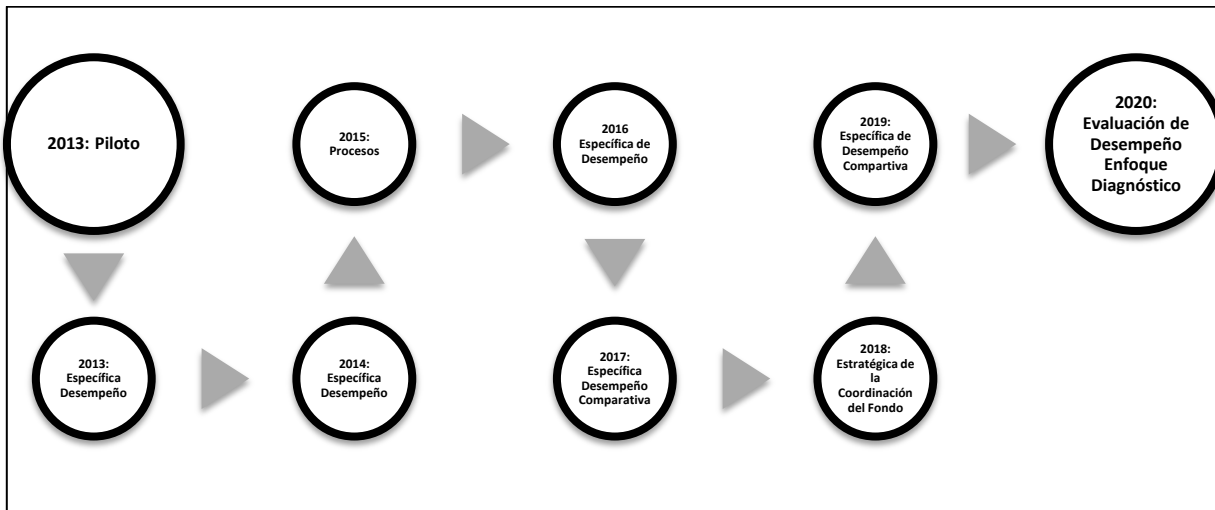 2013: Piloto
2013:
Específica
Desempeño
2014:
Específica
Desempeño
2015:
Procesos
2016
Específica de
Desempeño
2017:
Específica
Desempeño
Comparativa
2018:
Estratégica de
la
Coordinación
del Fondo
2019:
Específica de
Desempeño
Compartiva
2020:
Evaluación de
Desempeño
Enfoque
Diagnóstico